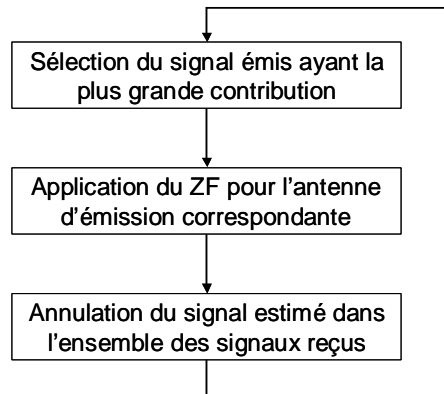 Sélection du signal émis ayant la
plus grande contribution
Application du ZF pour l'antenne
d'émission correspondante
Annulation du signal estimé dans
l'ensemble des signaux reçus